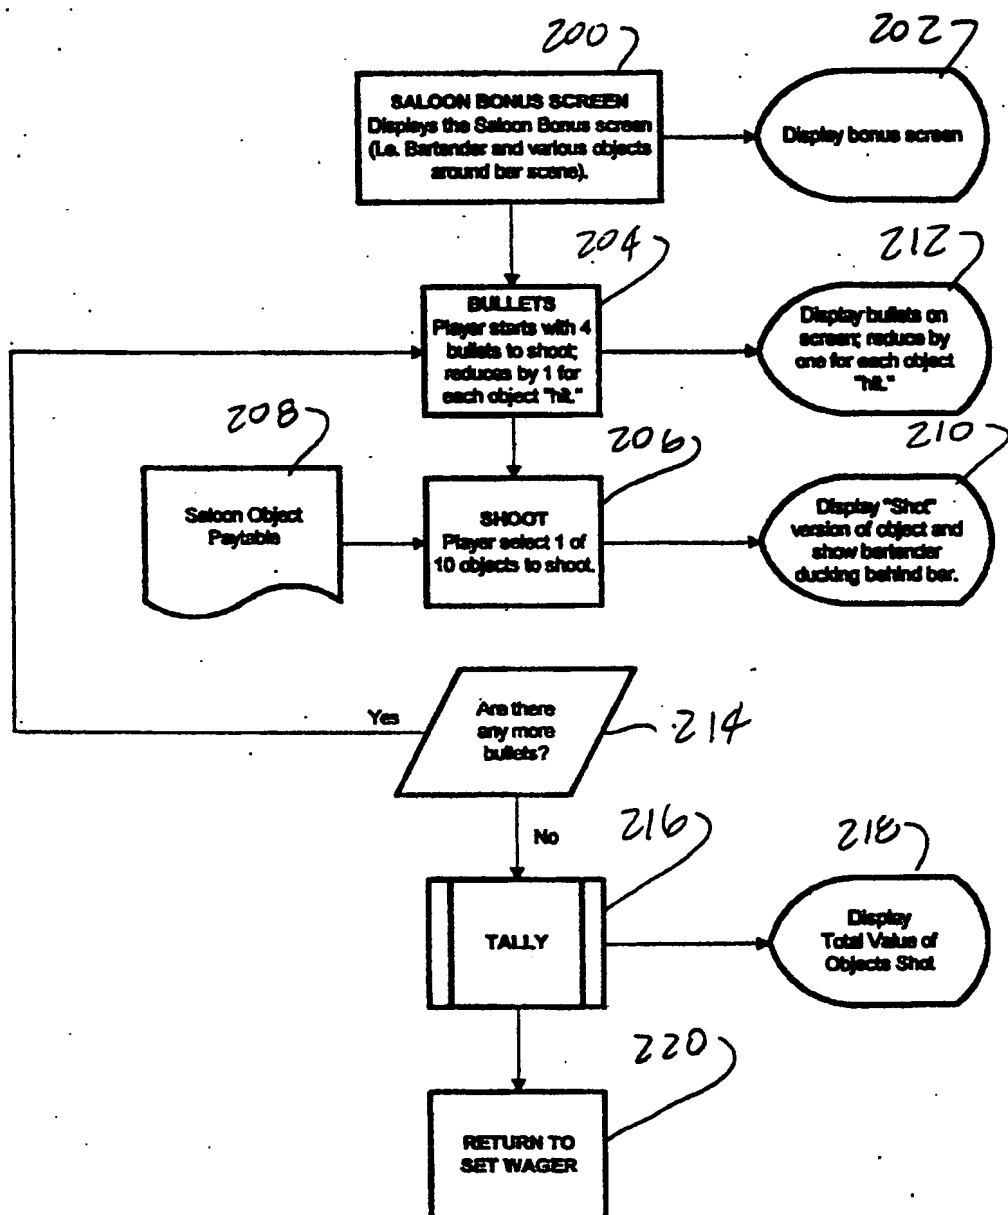 200
202
SALOON BONUS SCREEN
Displays the Saloon Bonus screen
(i.e. Bartender and various objects
around bar scene).
Display bonus screen
204
212
BULLETS
Player starts with 4
bullets to shoot;
reduces by 1 for
each object "hit."
Display bullets on
screen; reduce by
one for each object
"hit."
208
206
210
Saloon Object
Paytable
SHOOT
Player select 1 of
10 objects to shoot.
Display "Shot"
version of object and
show bartender
ducking behind bar.
Yes
Are there
any more
bullets?
214
No
216
218
TALLY
Display
Total Value of
Objects Shot
220
RETURN TO
SET WAGER